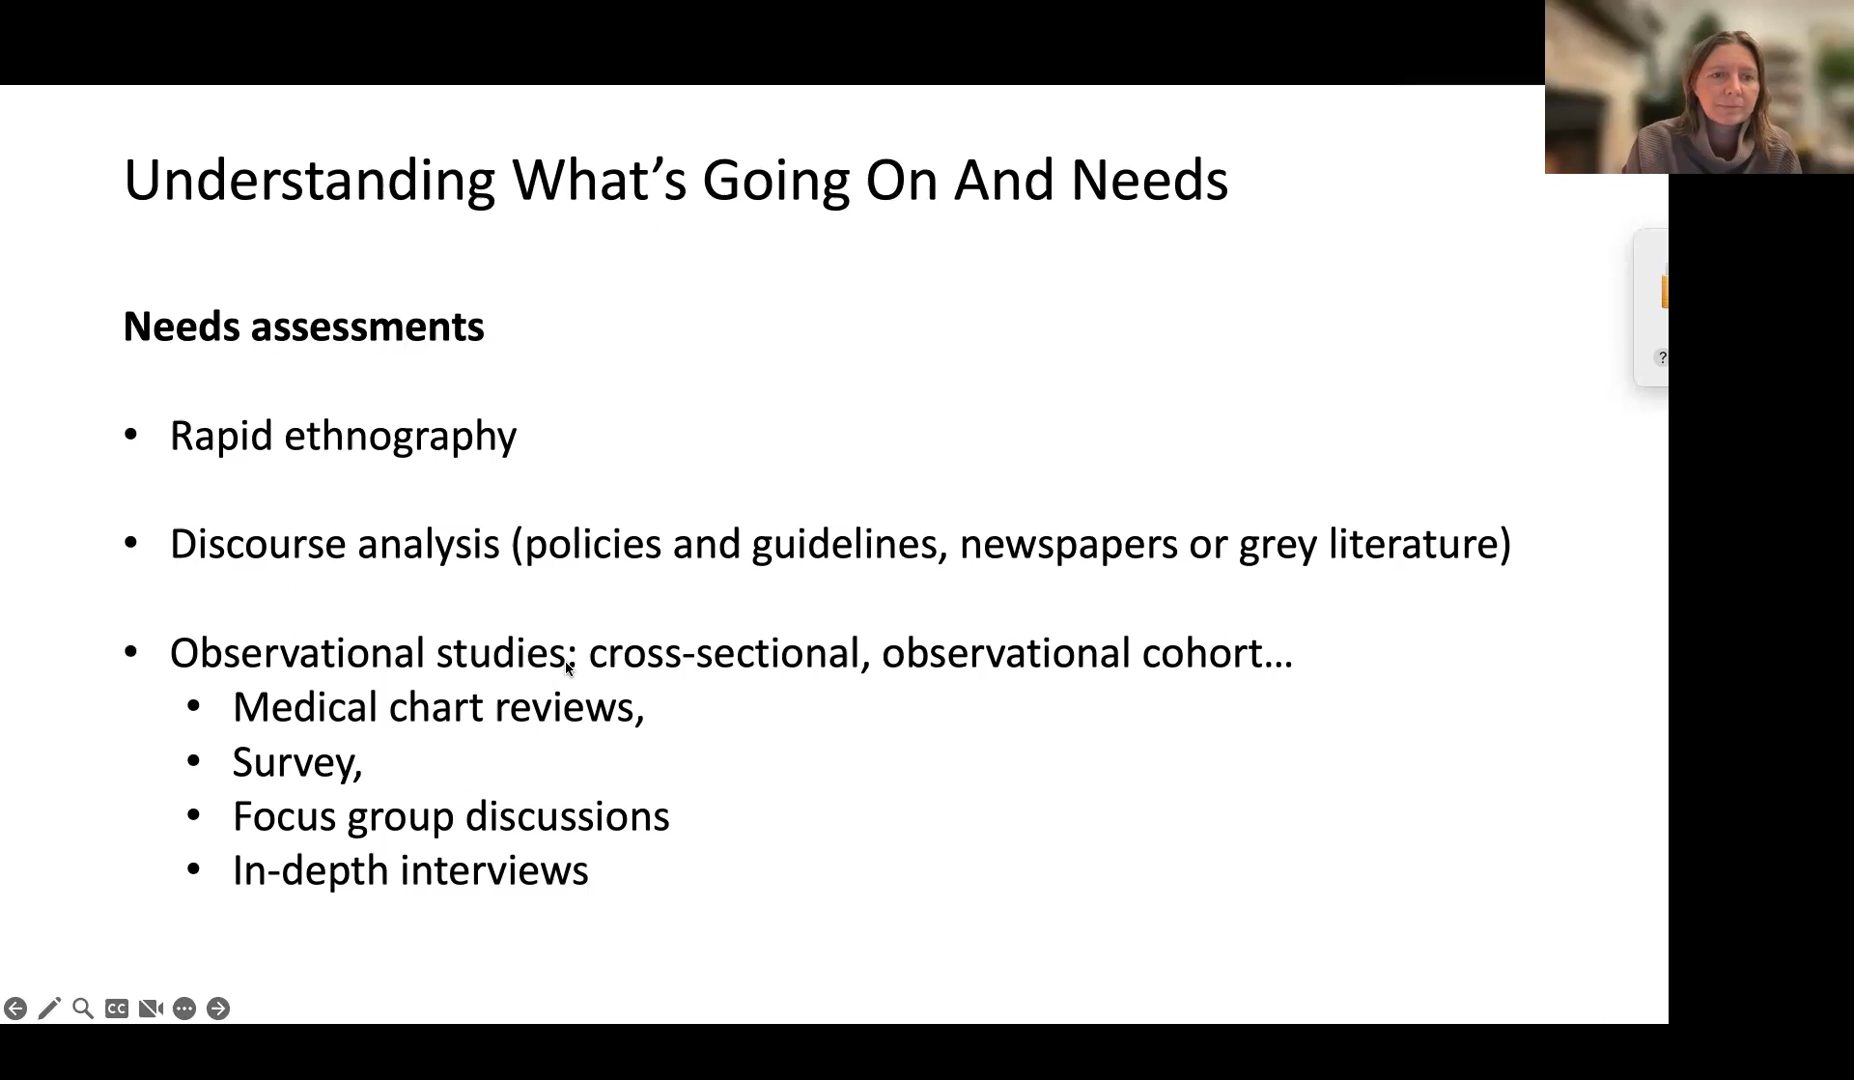 Understanding What’s Going On And Needs
Needs assessments
• Rapid ethnography
• Discourse analysis (policies and guidelines, newspapers or grey literature)
• Observational studies: cross-sectional, observational cohort…
• Medical chart reviews,
• Survey,
• Focus group discussions
• In-depth interviews
?
CC